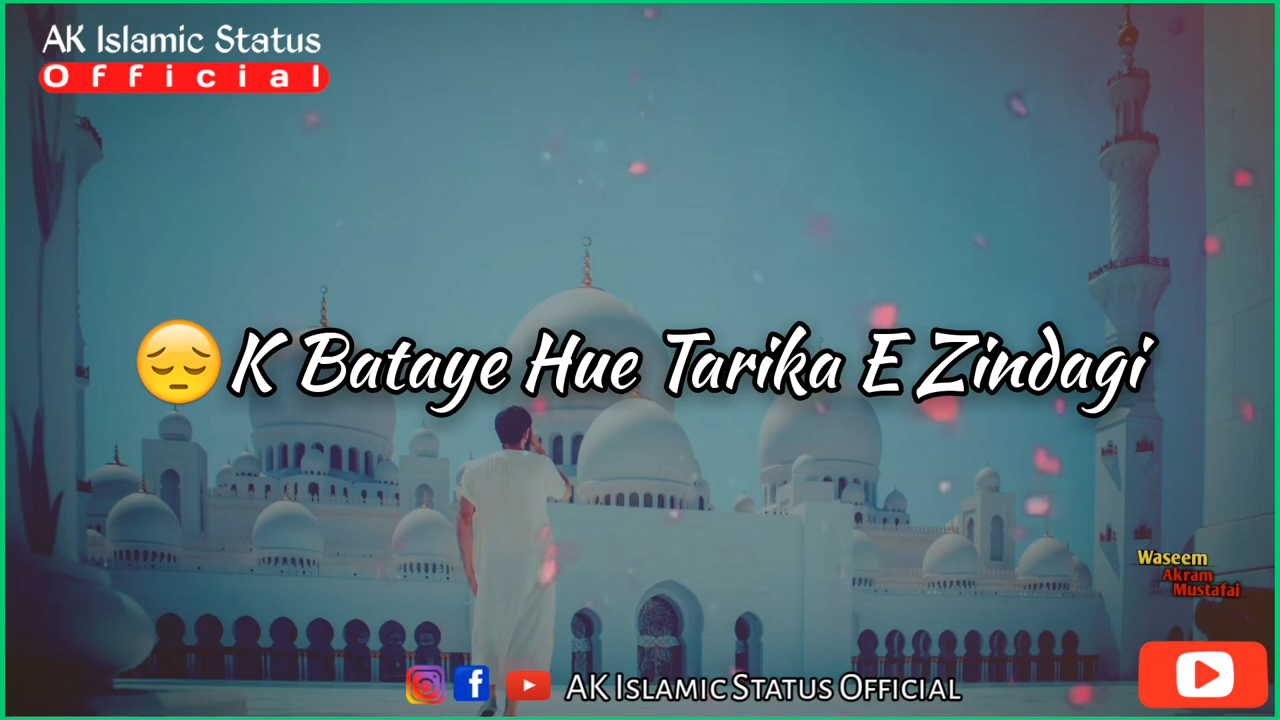 AK Islamic Status
Official
😔K Bataye Hue Tarika E Zindagi
Waseem
Akram
Mustafai
AK Islamic Status Official